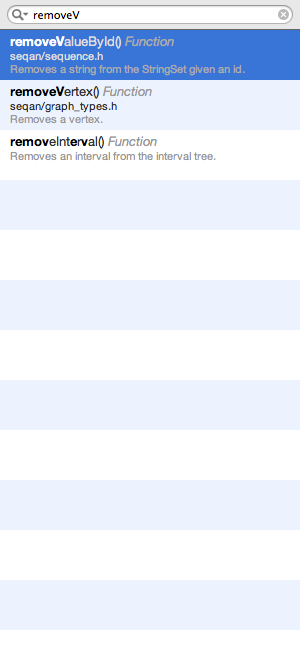 removeV
removeValueById() Function
seqan/sequence.h
Removes a string from the StringSet given an id.
removeVertex() Function
seqan/graph_types.h
Removes a vertex.
removeInterval() Function
Removes an interval from the interval tree.